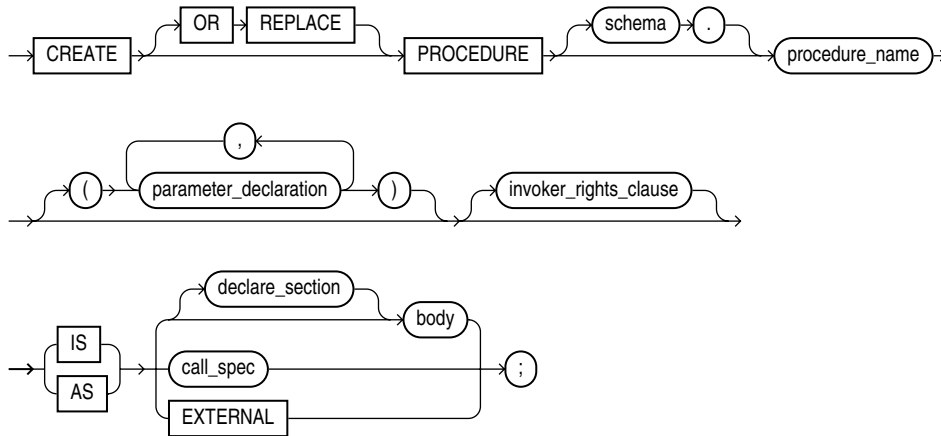 OR REPLACE schema .
CREATE PROCEDURE procedure_name
,
( parameter_declaration ) invoker_rights_clause
declare_section
IS body
call_spec ;
AS
EXTERNAL